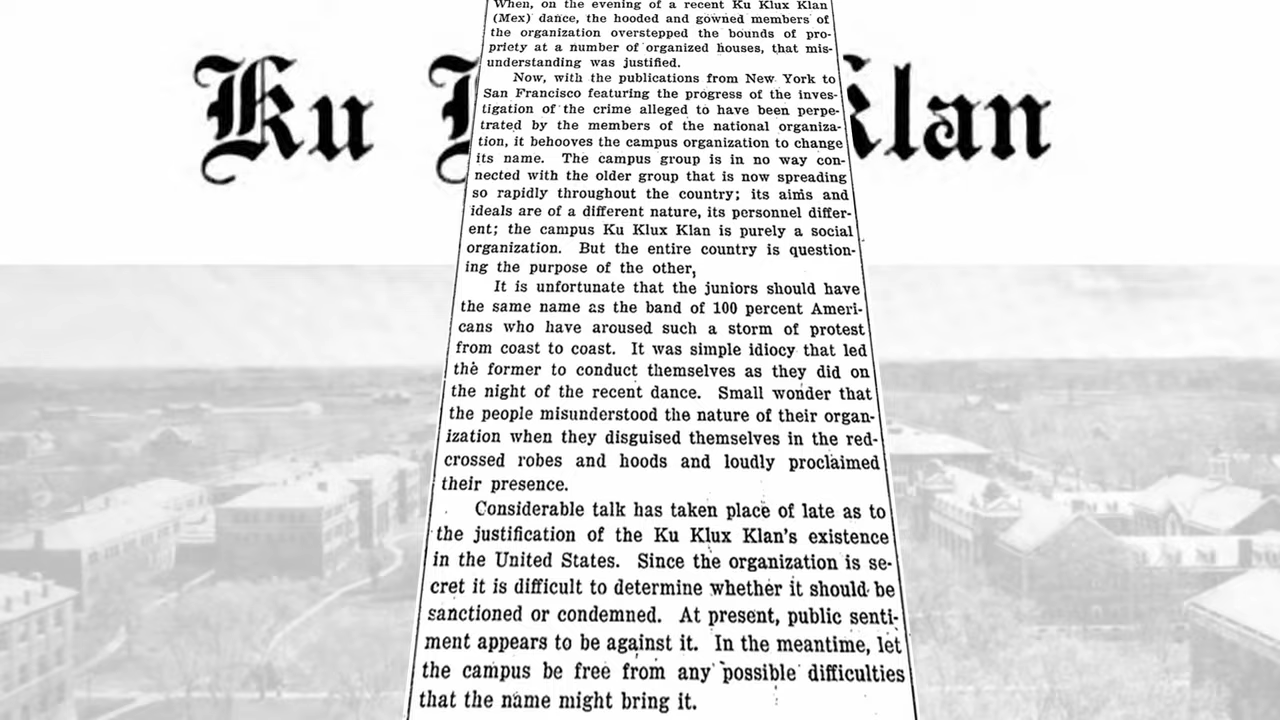 Ku K Klan
When, on the evening of a recent Ku Klux Klan
(Mex) dance, the hooded and gowned members of
the organization overstepped the bounds of pro-
priety at a number of organized houses, that mis-
understanding was justified.
Now, with the publications from New York to
San Francisco featuring the progress of the inves-
tigation of the crime alleged to have been perpe-
trated by the members of the national organiza-
tion, it behooves the campus organization to change
its name. The campus group is in no way con-
nected with the older group that is now spreading
so rapidly throughout the country; its aims and
ideals are of a different nature, its personnel differ-
ent; the campus Ku Klux Klan is purely a social
organization. But the entire country is question-
ing the purpose of the other,
It is unfortunate that the juniors should have
the same name as the band of 100 percent Ameri-
cans who have aroused such a storm of protest
from coast to coast. It was simple idiocy that led
the former to conduct themselves as they did on
the night of the recent dance. Small wonder that
the people misunderstood the nature of their organ-
ization when they disguised themselves in the red-
crossed robes and hoods and loudly proclaimed
their presence.
Considerable talk has taken place of late as to
the justification of the Ku Klux Klan's existence
in the United States. Since the organization is se-
cret it is difficult to determine whether it should be
sanctioned or condemned. At present, public senti-
ment appears to be against it. In the meantime, let
the campus be free from any possible difficulties
that the name might bring it.